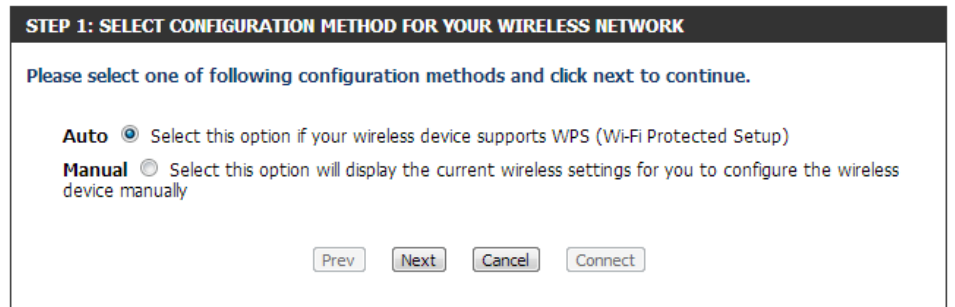 STEP 1: SELECT CONFIGURATION METHOD FOR YOUR WIRELESS NETWORK
Please select one of following configuration methods and click next to continue.
Auto Select this option if your wireless device supports WPS (Wi-Fi Protected Setup)
Manual Select this option will display the current wireless settings for you to configure the wireless
device manually
Prev Next Cancel Connect